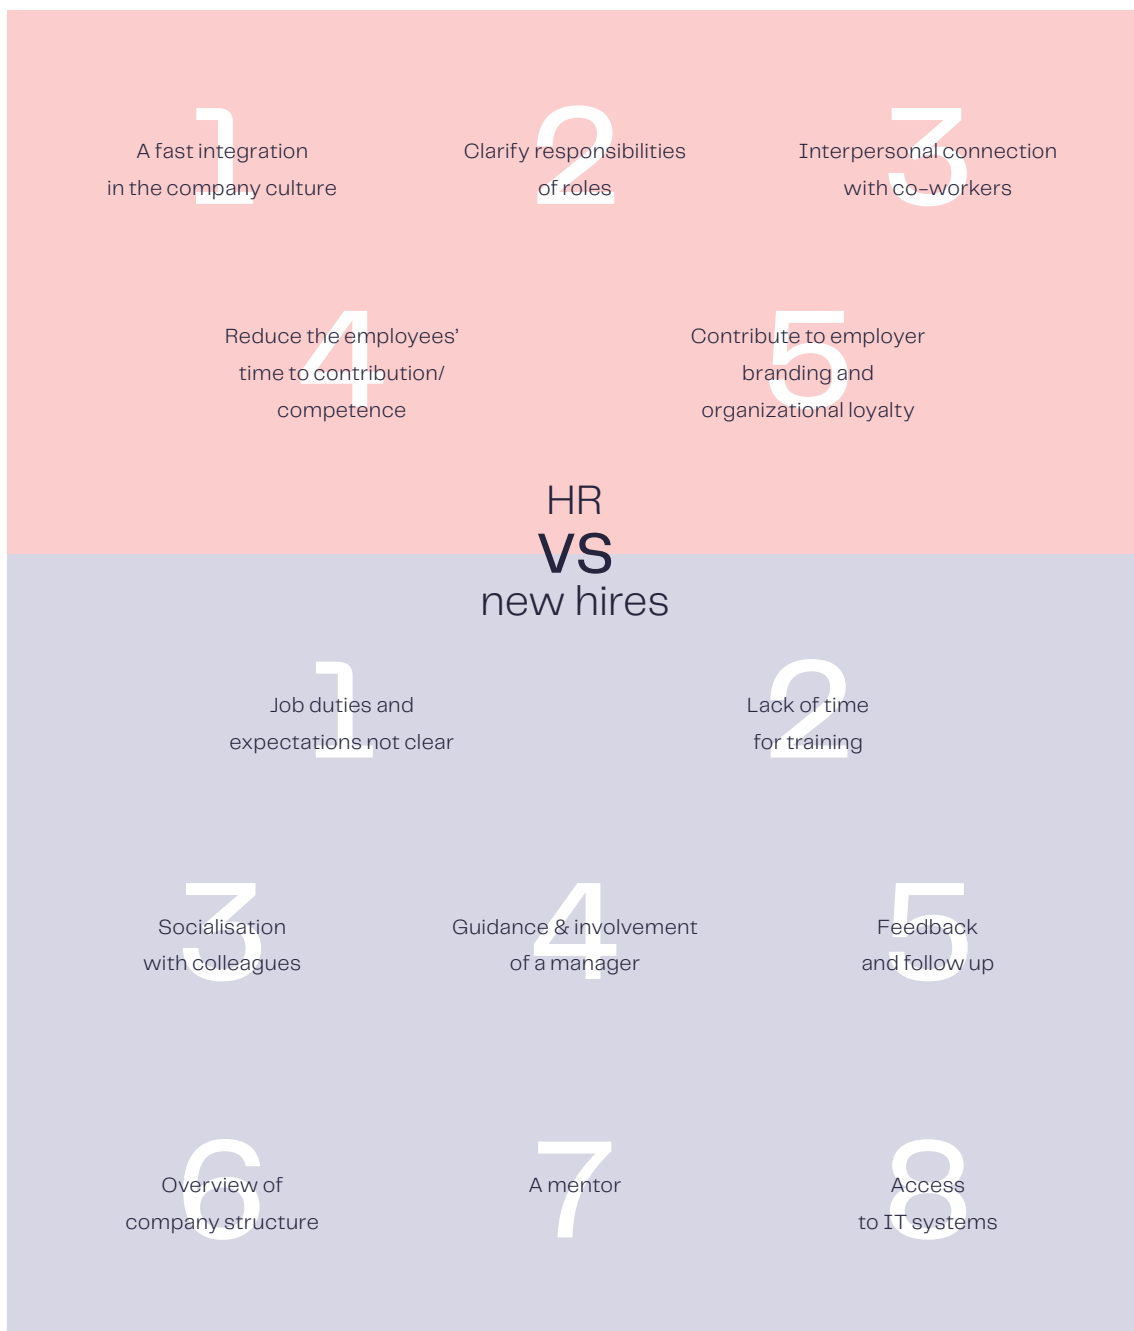 1
A fast integration
in the company culture
2
Clarify responsibilities
of roles
3
Interpersonal connection
with co-workers
4
Reduce the employees’
time to contribution/
competence
5
Contribute to employer
branding and
organizational loyalty
HR
vs
new hires
1
Job duties and
expectations not clear
2
Lack of time
for training
3
Socialisation
with colleagues
4
Guidance & involvement
of a manager
5
Feedback
and follow up
6
Overview of
company structure
7
A mentor
8
Access
to IT systems